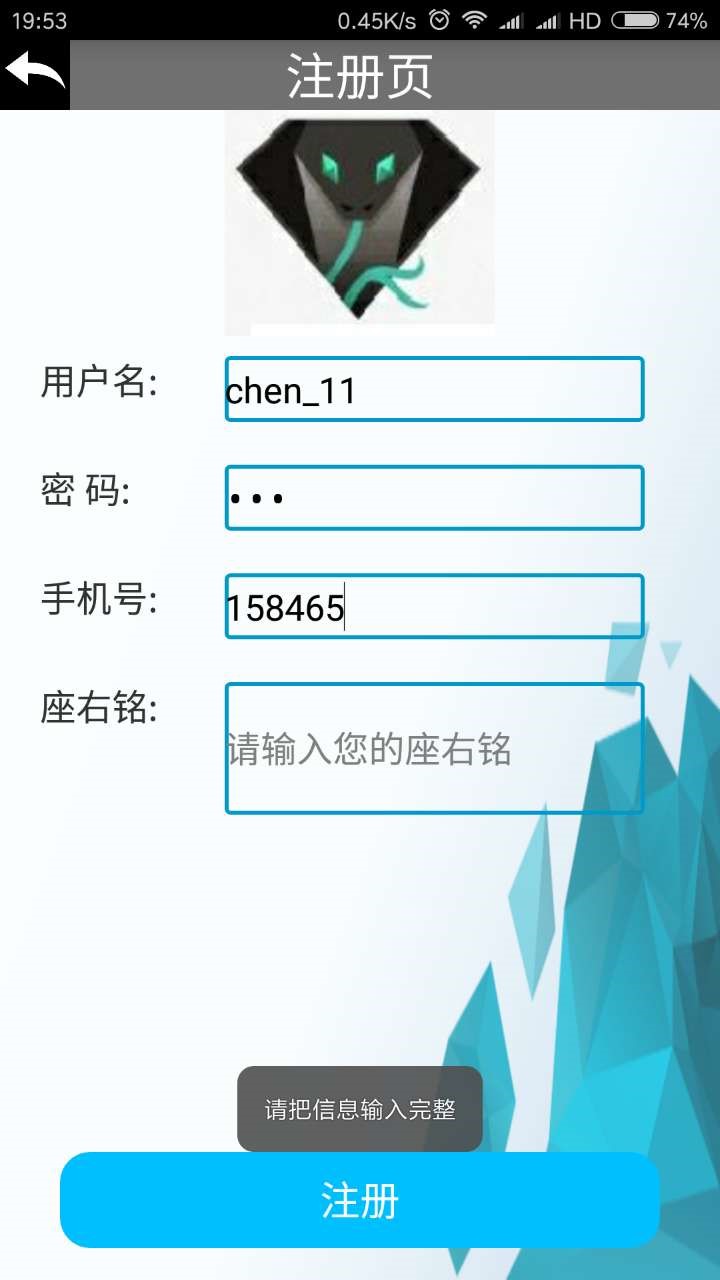 19:53 0.45K/s HD 74%
注册页
用户名: chen_11
密 码: •••
手机号: 158465
座右铭: 请输入您的座右铭
请把信息输入完整
注册